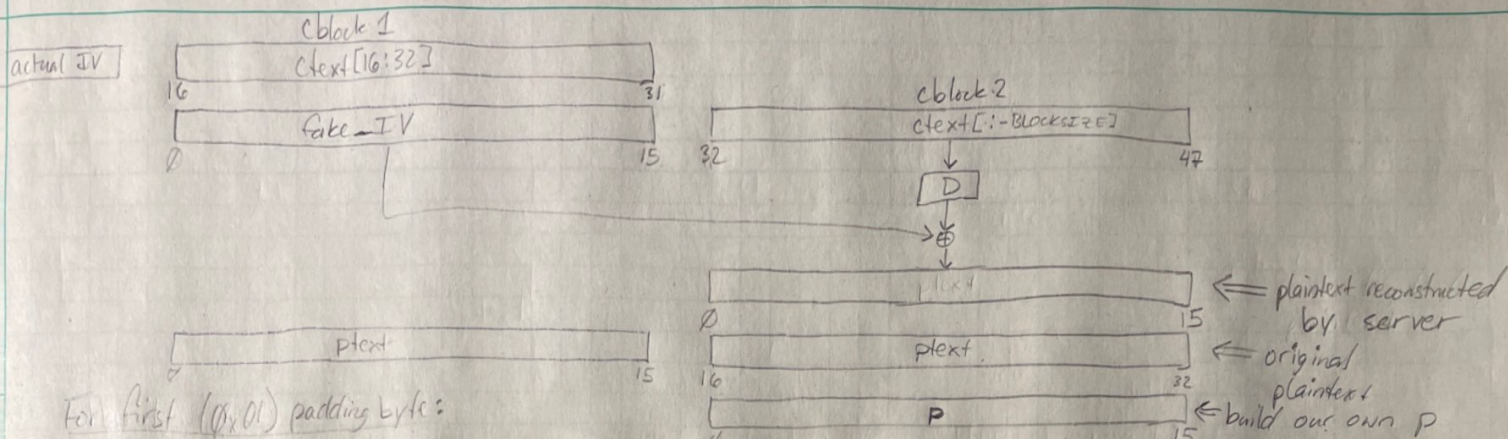 cblock 1
actual IV
ctext[16:32]
16 31
fake_IV
0 15
cblock 2
ctext[:-BLOCKSIZE]
32 47
D
⊕
ptext
⇐ plaintext reconstructed
by server
0 15
ptext
15
ptext.
⇐ original
plaintext
16 32
P
← build our own P
15
For first (0x01) padding byte: